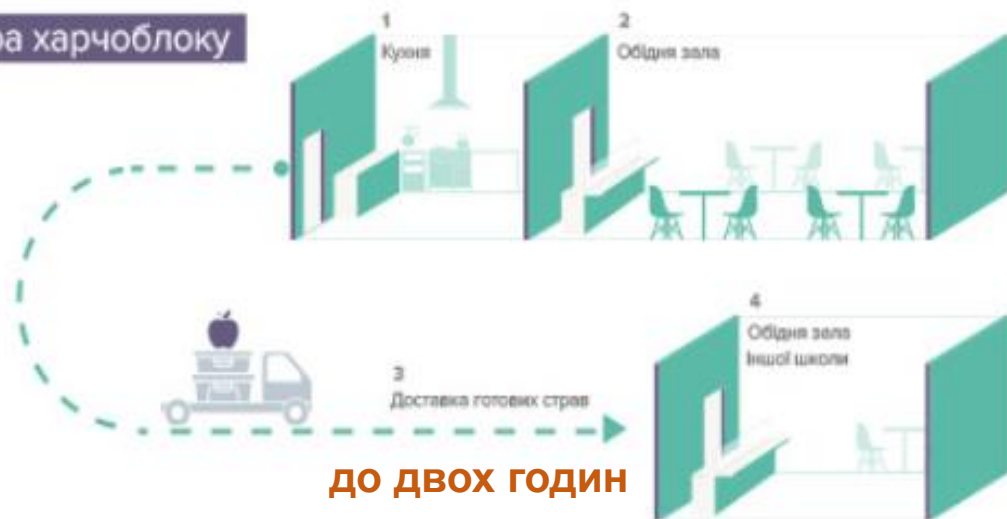 ра харчоблоку
1
Кухня
2
Обідня зала
3
Доставка готових страв
4
Обідня зала
Іншої школи
до двох годин